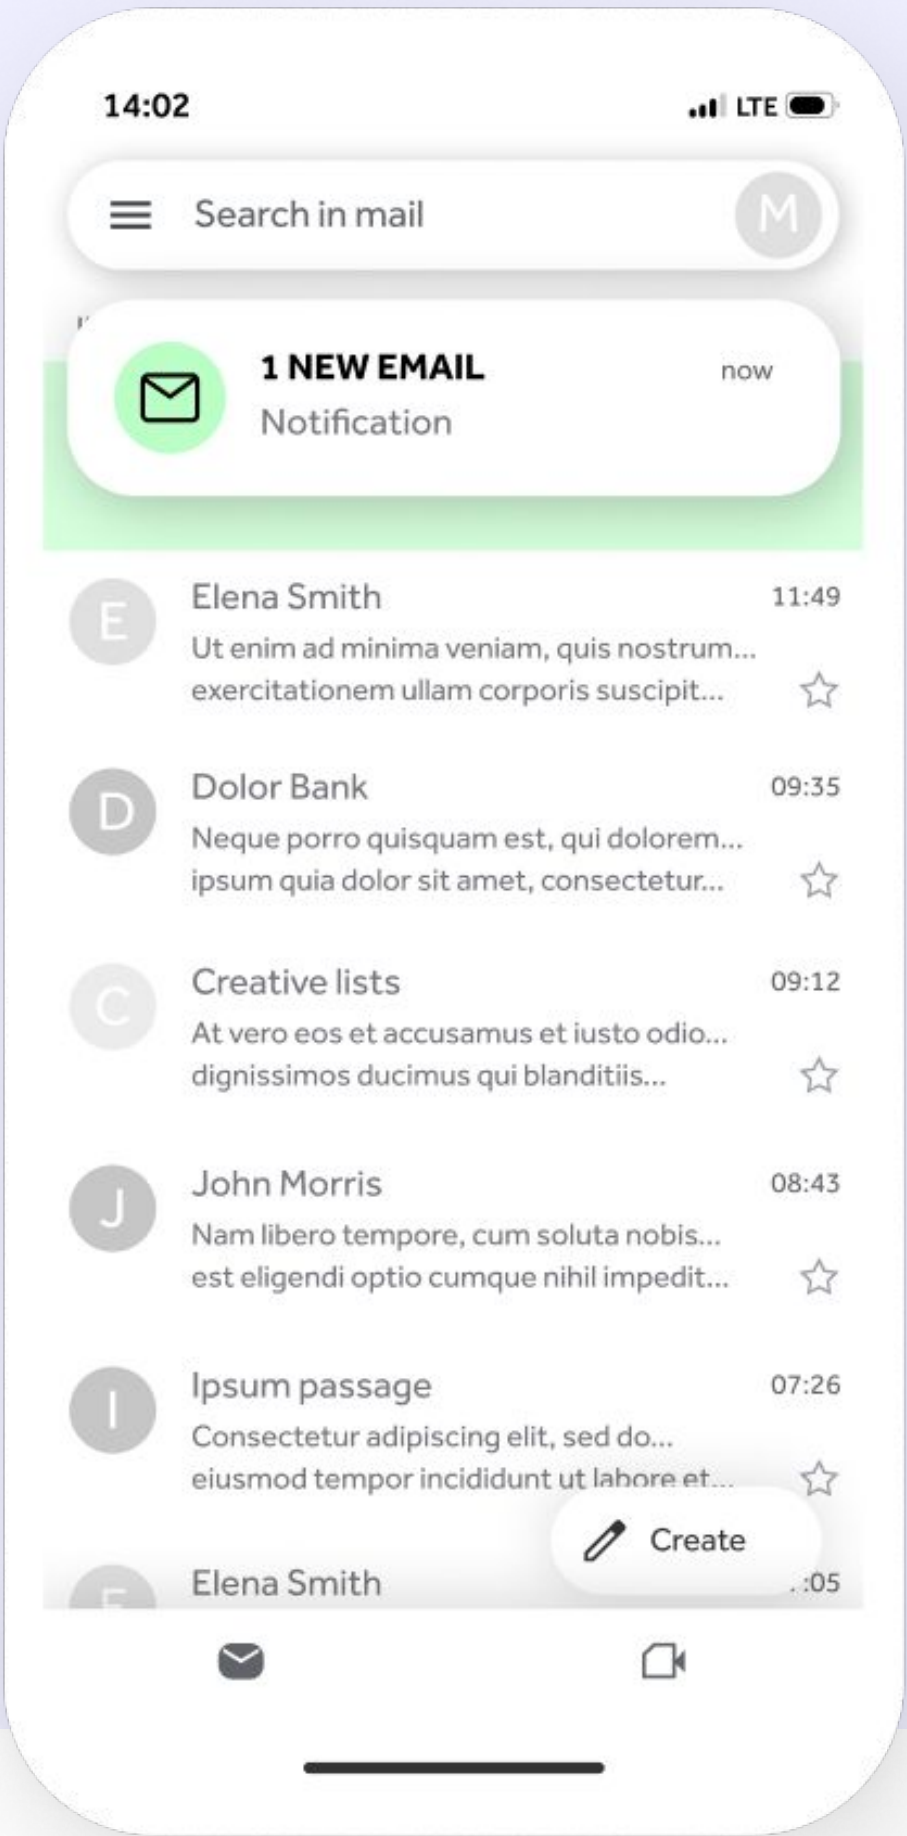 14:02
LTE
Search in mail
M
1 NEW EMAIL
now
Notification
E
Elena Smith
11:49
Ut enim ad minima veniam, quis nostrum...
exercitationem ullam corporis suscipit...
D
Dolor Bank
09:35
Neque porro quisquam est, qui dolorem...
ipsum quia dolor sit amet, consectetur...
C
Creative lists
09:12
At vero eos et accusamus et iusto odio...
dignissimos ducimus qui blanditiis...
J
John Morris
08:43
Nam libero tempore, cum soluta nobis...
est eligendi optio cumque nihil impedit...
I
Ipsum passage
07:26
Consectetur adipiscing elit, sed do...
eiusmod tempor incididunt ut labore et...
Create
E
Elena Smith
:05